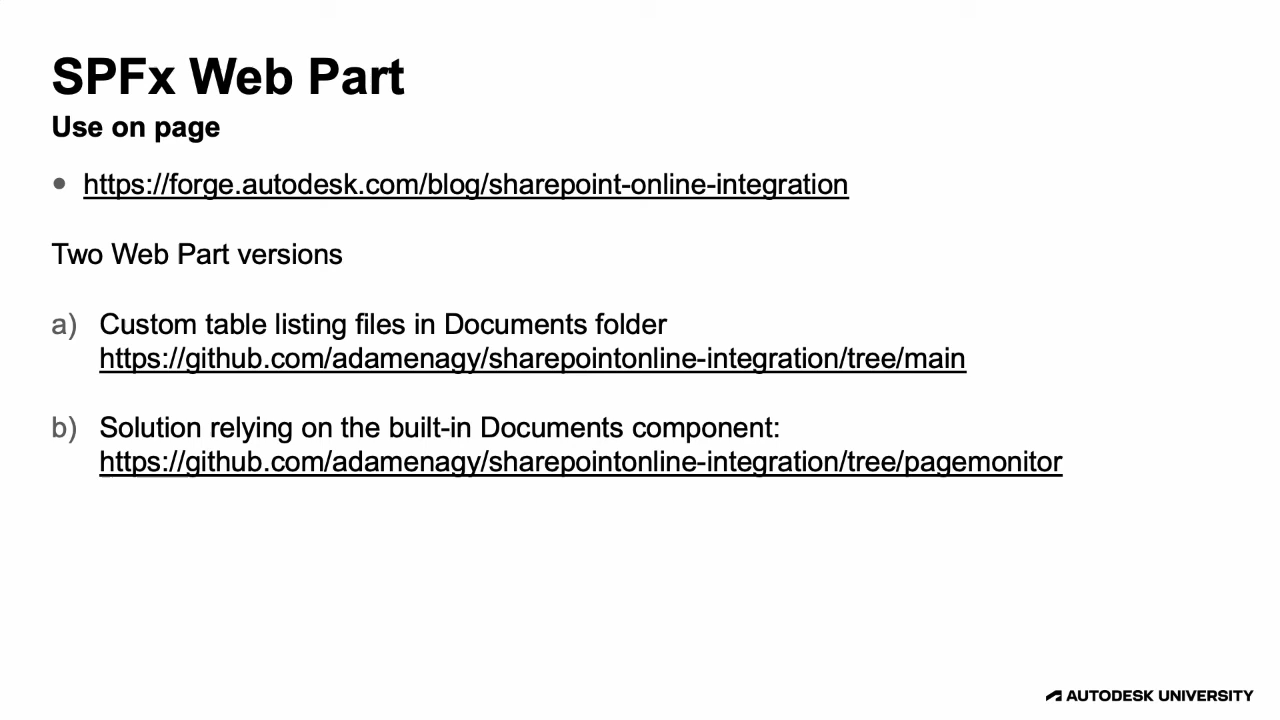 SPFx Web Part
Use on page
• https://forge.autodesk.com/blog/sharepoint-online-integration
Two Web Part versions
a) Custom table listing files in Documents folder
https://github.com/adamenagy/sharepointonline-integration/tree/main
b) Solution relying on the built-in Documents component:
https://github.com/adamenagy/sharepointonline-integration/tree/pagemonitor
AUTODESK UNIVERSITY